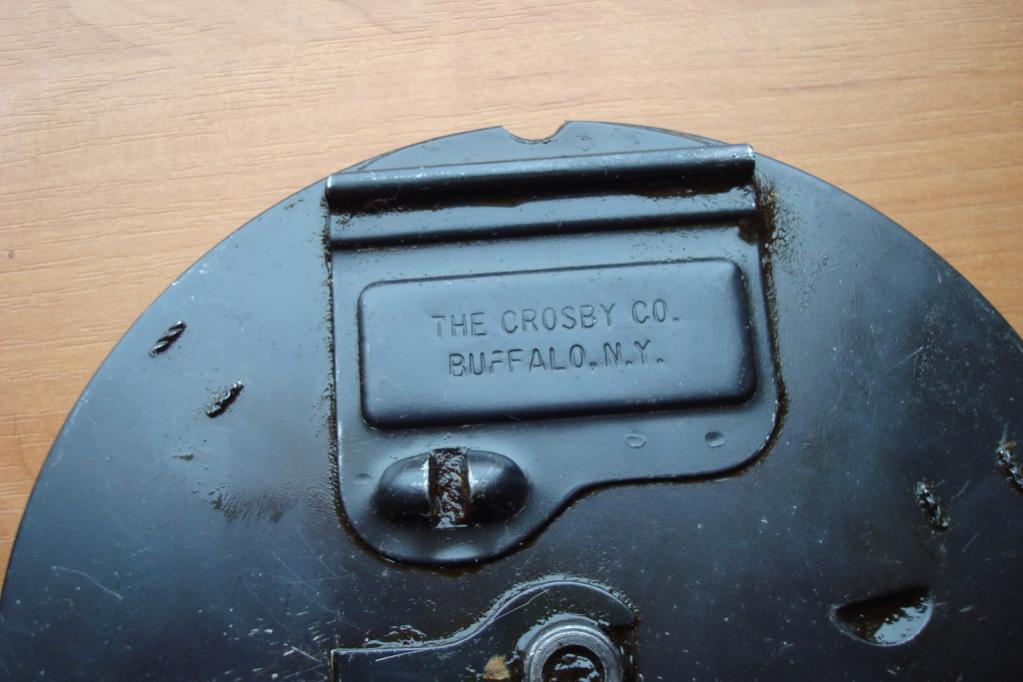 THE CROSBY CO.
BUFFALO, N.Y.